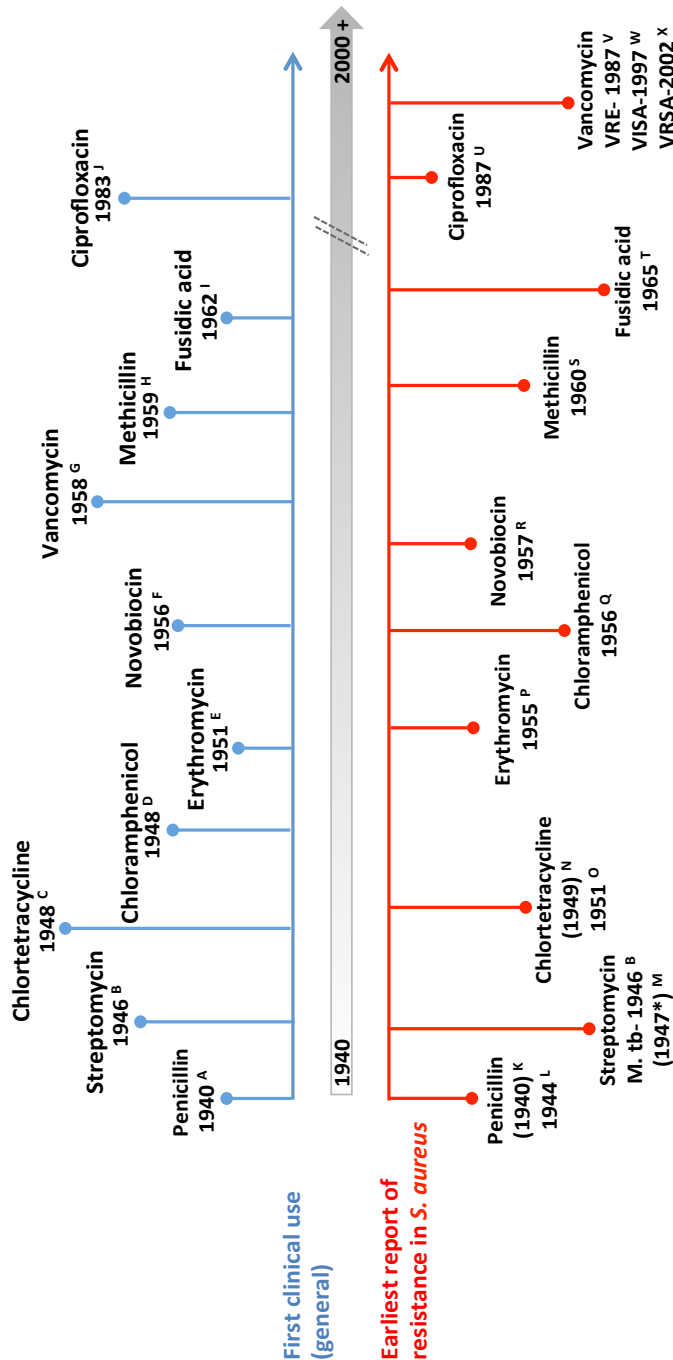 Chlortetracycline
1948 C
Vancomycin
1958 G
Ciprofloxacin
1983 J
Streptomycin
1946 B
Chloramphenicol
1948 D
Novobiocin
1956 F
Methicillin
1959 H
Penicillin
1940 A
Erythromycin
1951 E
Fusidic acid
1962 I
First clinical use
(general)
1940
2000 +
Earliest report of
resistance in S. aureus
Penicillin
(1940) K
1944 L
Streptomycin
M. tb- 1946 B
(1947*) M
Chlortetracycline
(1949) N
1951 O
Erythromycin
1955 P
Chloramphenicol
1956 Q
Novobiocin
1957 R
Methicillin
1960 S
Fusidic acid
1965 T
Ciprofloxacin
1987 U
Vancomycin
VRE- 1987 V
VISA-1997 W
VRSA-2002 X